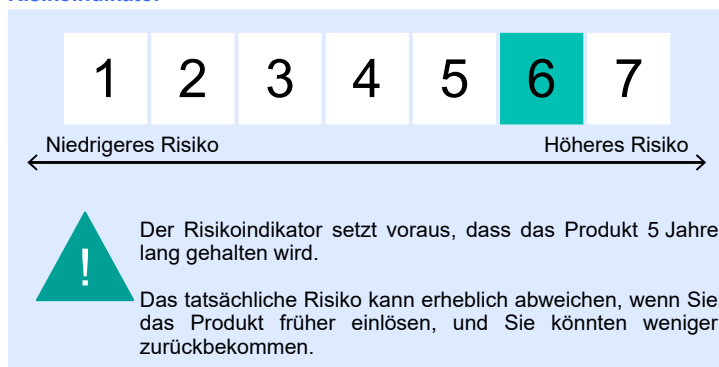 Risikoindikator
1 2 3 4 5 6 7
Niedrigeres Risiko Höheres Risiko
!
Der Risikoindikator setzt voraus, dass das Produkt 5 Jahre
lang gehalten wird.
Das tatsächliche Risiko kann erheblich abweichen, wenn Sie
das Produkt früher einlösen, und Sie könnten weniger
zurückbekommen.